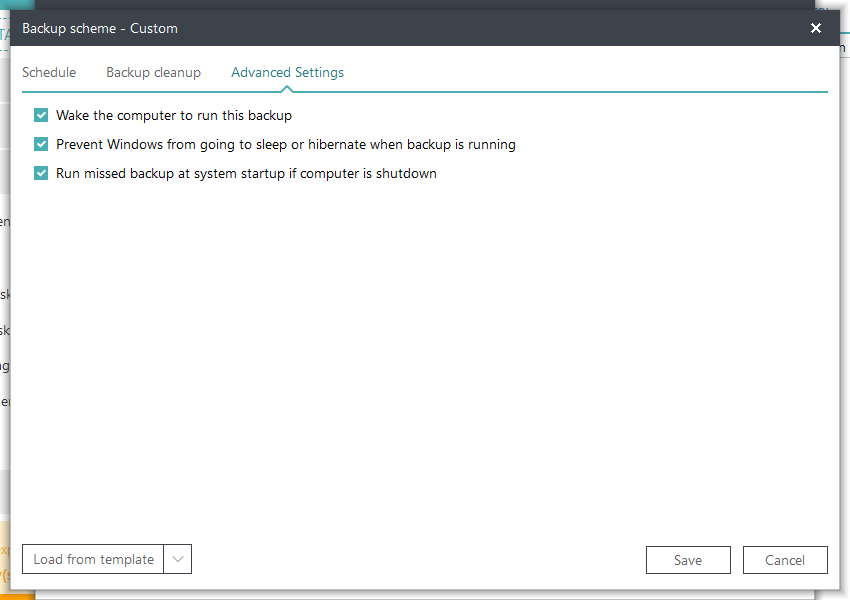 Backup scheme - Custom
Schedule
Backup cleanup
Advanced Settings
Wake the computer to run this backup
Prevent Windows from going to sleep or hibernate when backup is running
Run missed backup at system startup if computer is shutdown
Load from template
Save
Cancel